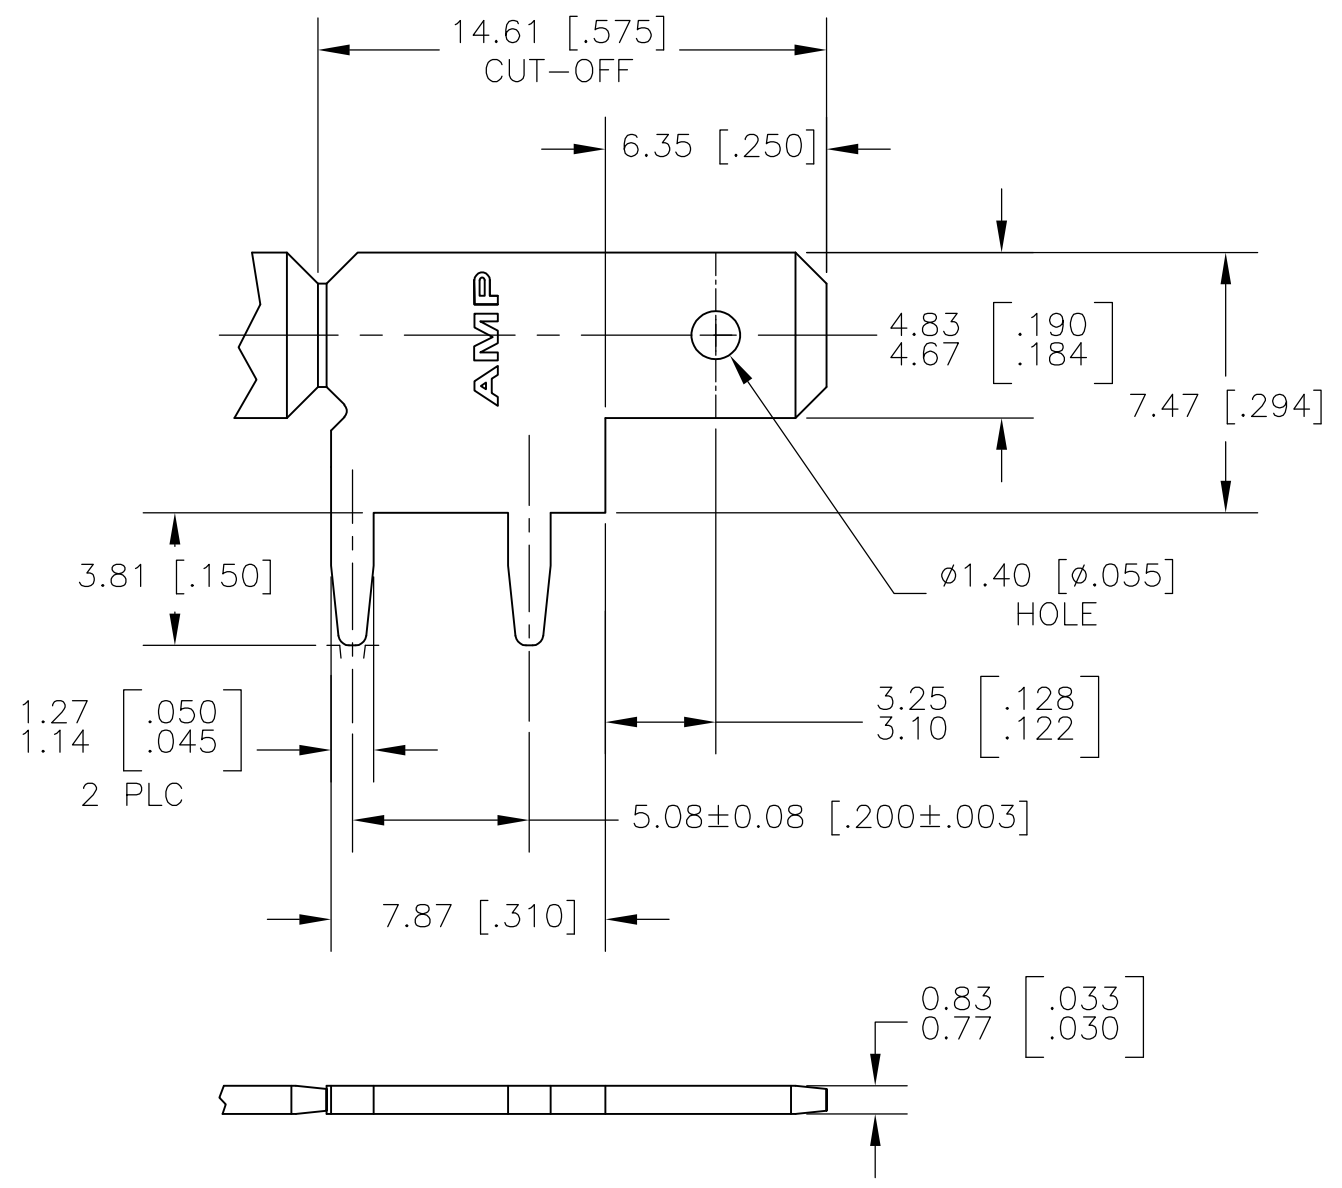 14.61 [.575]
CUT-OFF
6.35 [.250]
AMP
4.83 [.190
4.67 .184]
7.47 [.294]
3.81 [.150]
ø1.40 [ø.055]
HOLE
1.27 [.050
1.14 .045]
2 PLC
3.25 [.128
3.10 .122]
5.08±0.08 [.200±.003]
7.87 [.310]
0.83 [.033
0.77 .030]